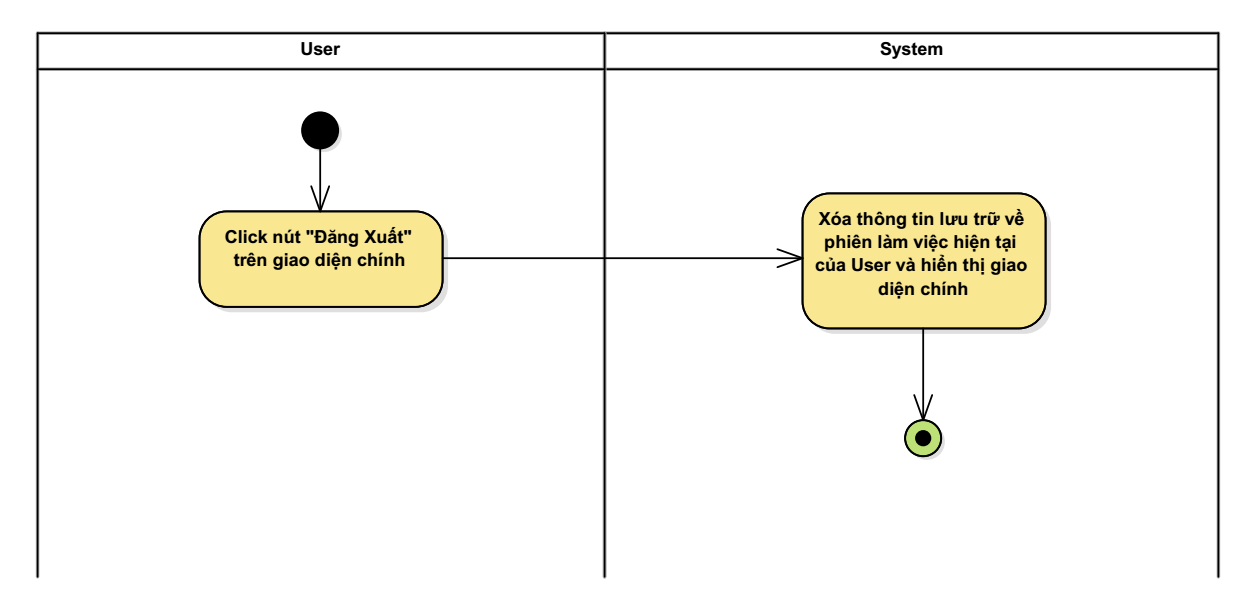 User
System
Click nút "Đăng Xuất"
trên giao diện chính
Xóa thông tin lưu trữ về
phiên làm việc hiện tại
của User và hiển thị giao
diện chính